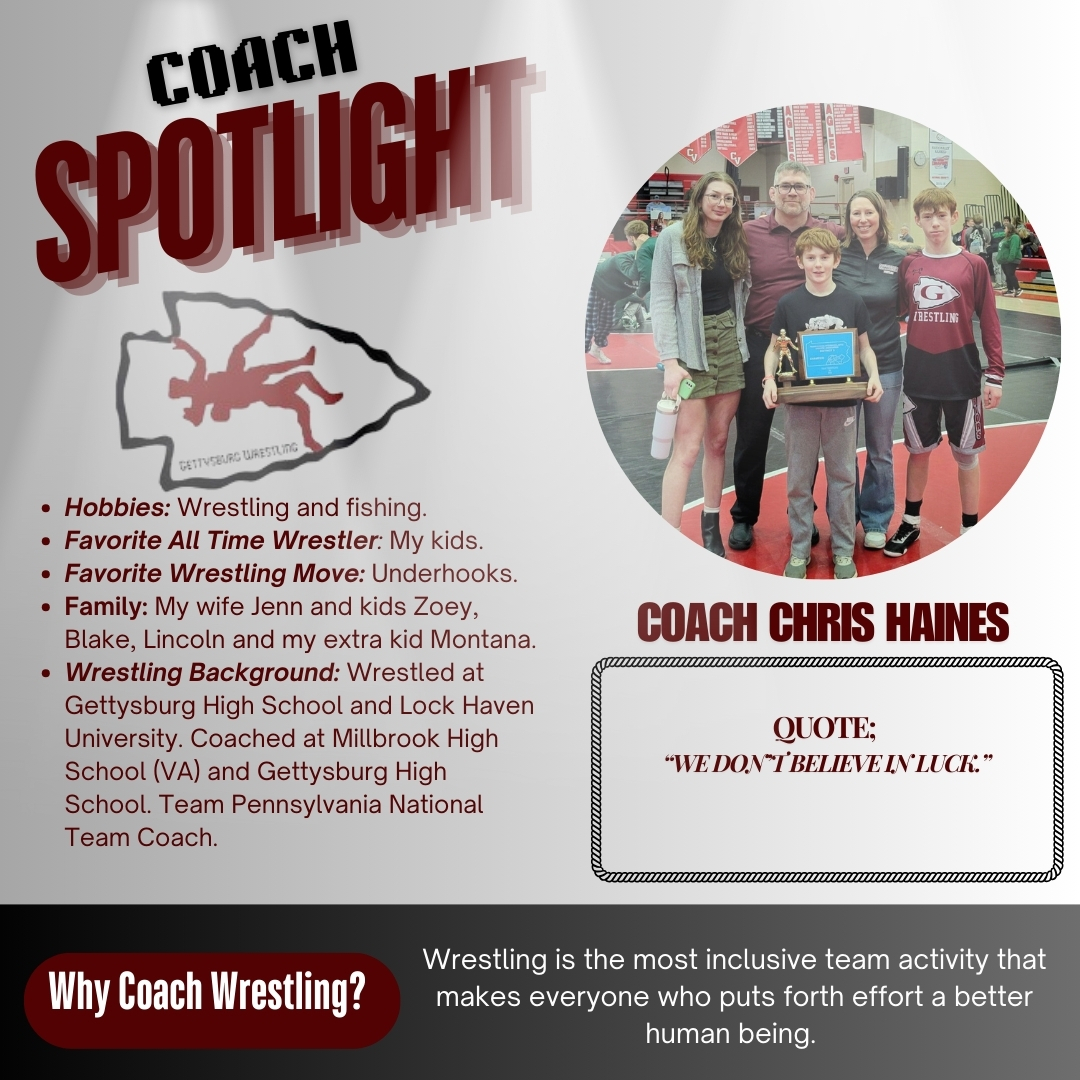 COACH
SPOTLIGHT
GETTYSBURG WRESTLING
• Hobbies: Wrestling and fishing.
• Favorite All Time Wrestler: My kids.
• Favorite Wrestling Move: Underhooks.
• Family: My wife Jenn and kids Zoey,
Blake, Lincoln and my extra kid Montana.
• Wrestling Background: Wrestled at
Gettysburg High School and Lock Haven
University. Coached at Millbrook High
School (VA) and Gettysburg High
School. Team Pennsylvania National
Team Coach.
EAGLES
CV
CV
G
WRESTLING
COACH CHRIS HAINES
QUOTE;
“WE DON”T BELIEVE IN LUCK.”
Why Coach Wrestling?
Wrestling is the most inclusive team activity that
makes everyone who puts forth effort a better
human being.